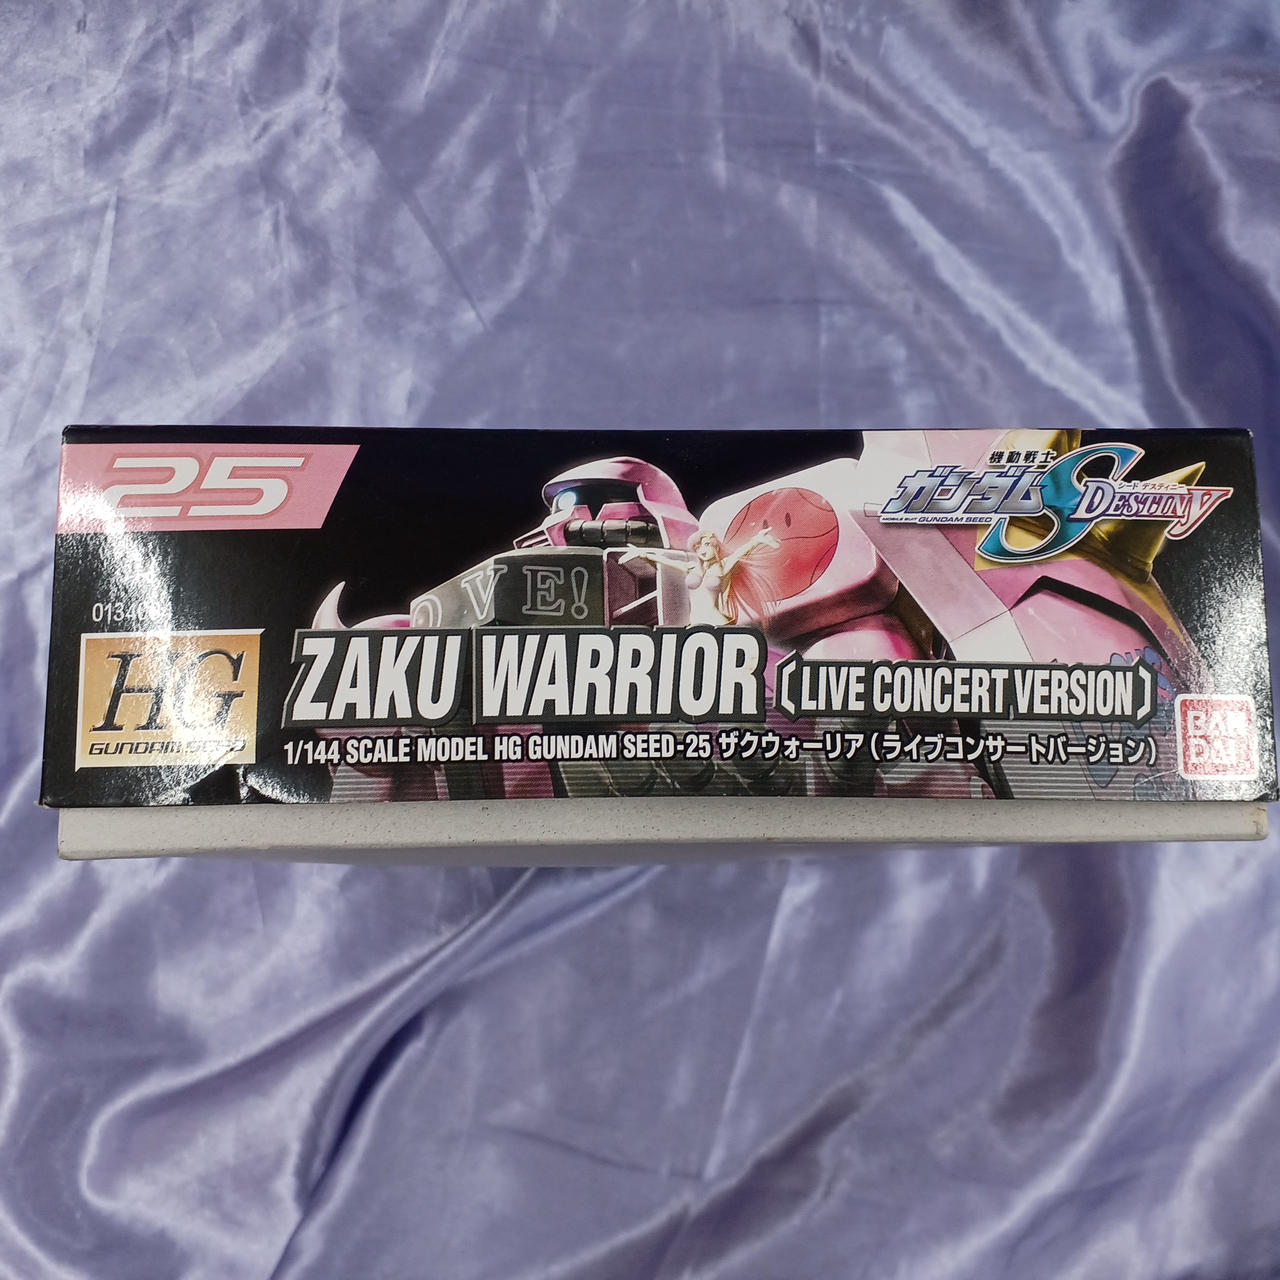 25
機動戦士
ガンダム
シード デスティニー
MOBILE SUIT GUNDAM SEED
DESTINY
OVE!
HG
GUNDAM SEED
ZAKU WARRIOR
〔LIVE CONCERT VERSION〕
1/144 SCALE MODEL HG GUNDAM SEED-25 ザクウォーリア(ライブコンサートバージョン)
BAN
DAI